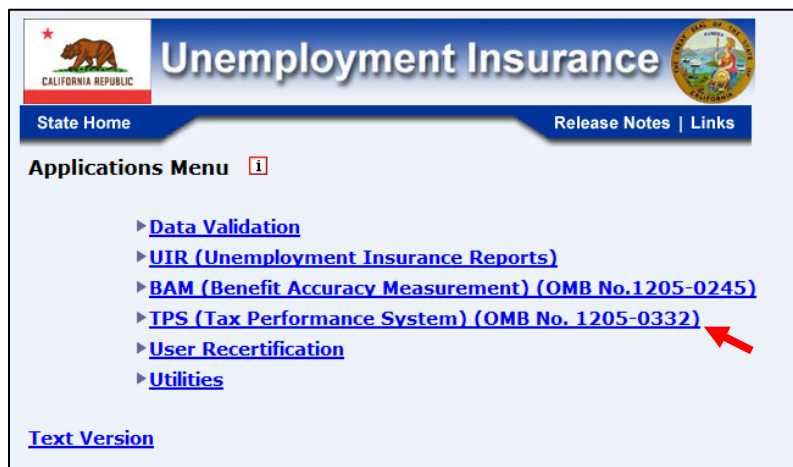 CALIFORNIA REPUBLIC
Unemployment Insurance
State Home
Release Notes | Links
Applications Menu i
Data Validation
UIR (Unemployment Insurance Reports)
BAM (Benefit Accuracy Measurement) (OMB No.1205-0245)
TPS (Tax Performance System) (OMB No. 1205-0332)
User Recertification
Utilities
Text Version